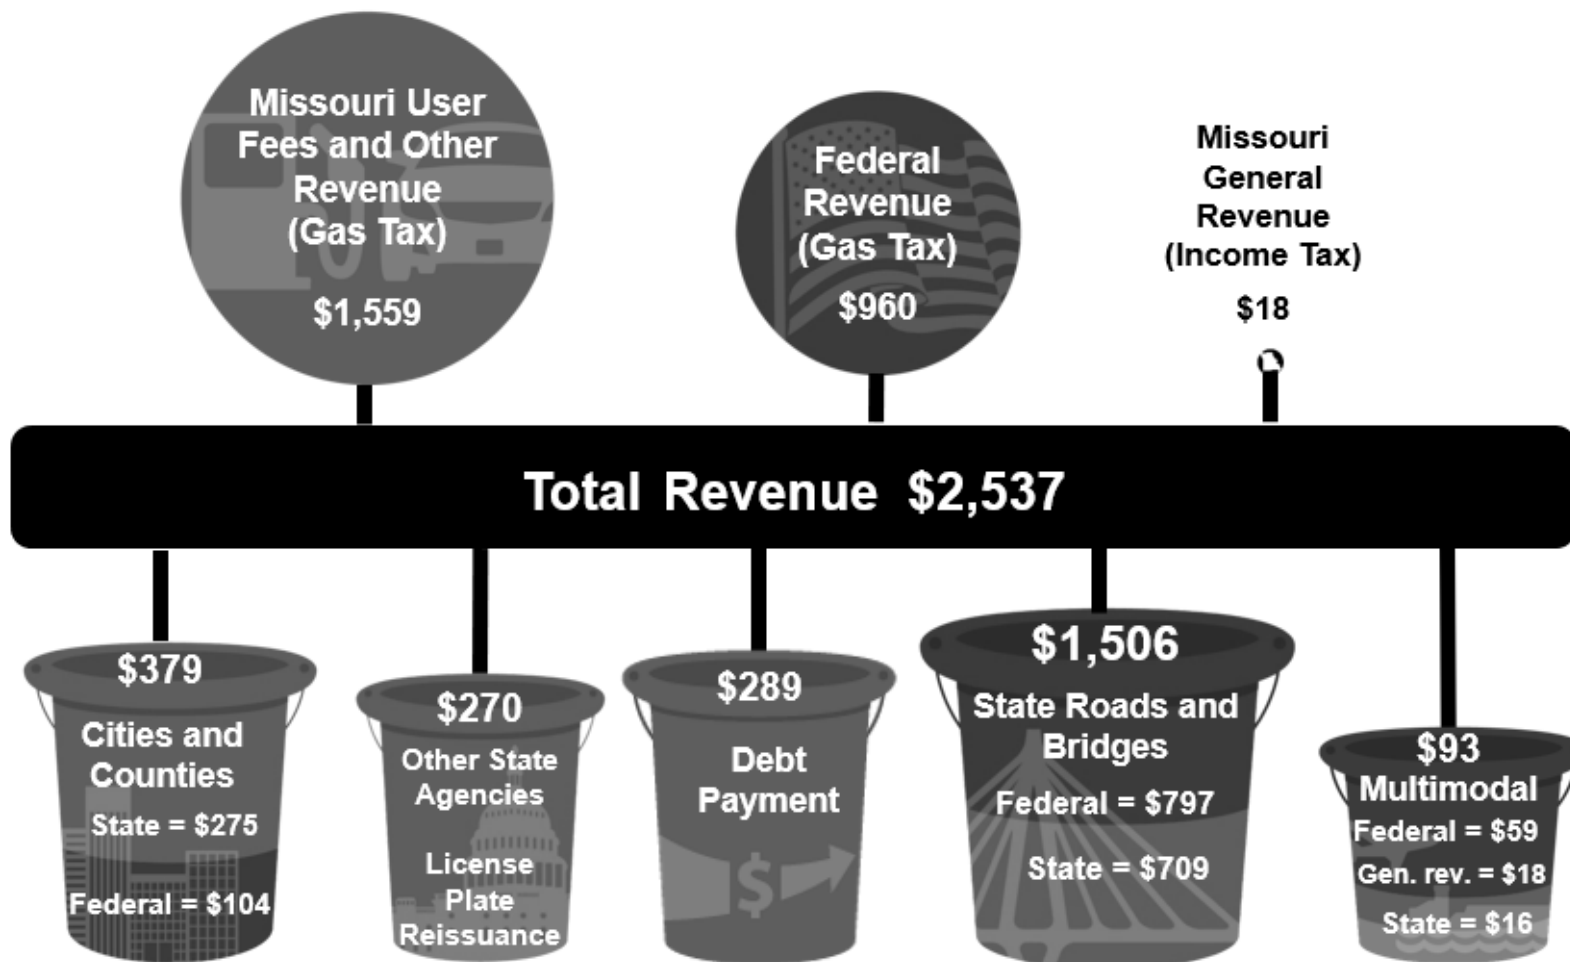 Missouri User
Fees and Other
Revenue
(Gas Tax)
$1,559
Federal
Revenue
(Gas Tax)
$960
Missouri
General
Revenue
(Income Tax)
$18
Total Revenue $2,537
$379
Cities and
Counties
State = $275
Federal = $104
$270
Other State
Agencies
License
Plate
Reissuance
$289
Debt
Payment
$
$1,506
State Roads and
Bridges
Federal = $797
State = $709
$93
Multimodal
Federal = $59
Gen. rev. = $18
State = $16